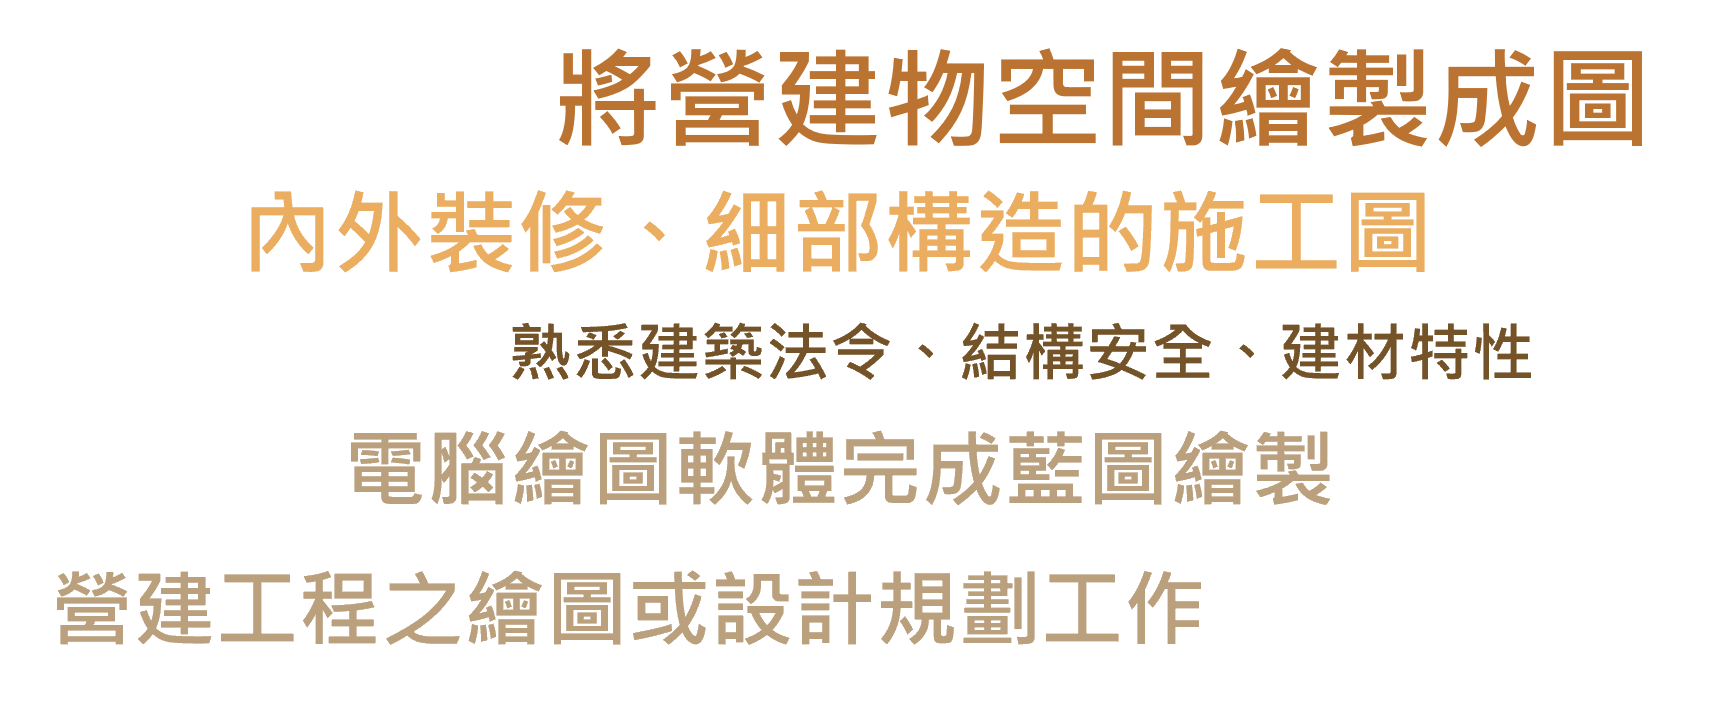 將營建物空間繪製成圖
內外裝修、細部構造的施工圖
熟悉建築法令、結構安全、建材特性
電腦繪圖軟體完成藍圖繪製
營建工程之繪圖或設計規劃工作